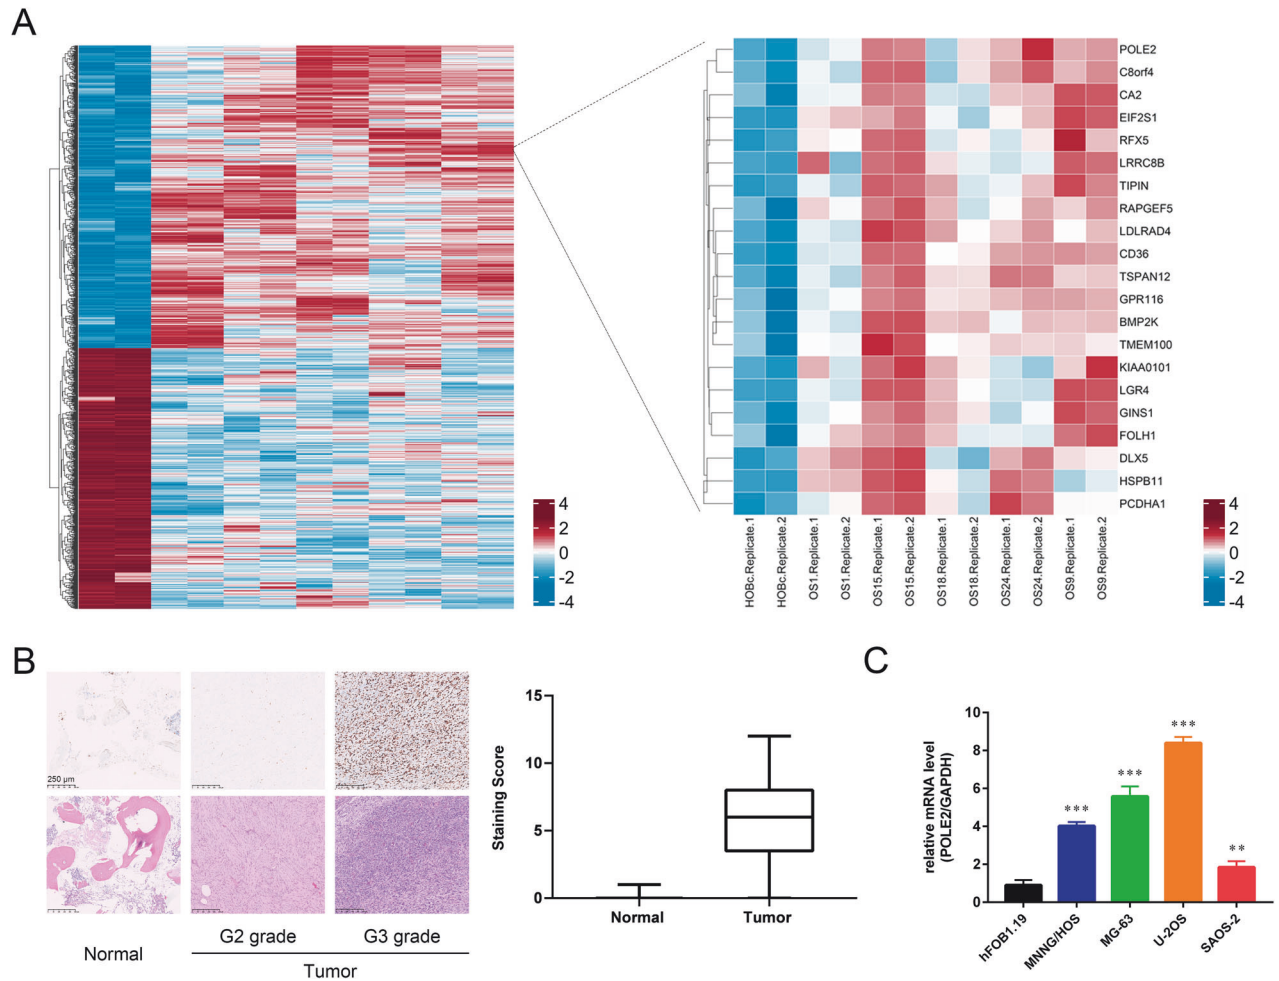 A
POLE2
C8orf4
CA2
EIF2S1
RFX5
LRRC8B
TIPIN
RAPGEF5
LDLRAD4
CD36
TSPAN12
GPR116
BMP2K
TMEM100
KIAA0101
LGR4
GINS1
FOLH1
DLX5
HSPB11
PCDHA1
4
2
0
-2
-4
4
2
0
-2
-4
HOBc.Replicate.1
HOBc.Replicate.2
OS1.Replicate.1
OS1.Replicate.2
OS15.Replicate.1
OS15.Replicate.2
OS18.Replicate.1
OS18.Replicate.2
OS24.Replicate.1
OS24.Replicate.2
OS9.Replicate.1
OS9.Replicate.2
B
250 μm
Normal
G2 grade
G3 grade
Tumor
Staining Score
15
10
5
0
Normal
Tumor
C
relative mRNA level
(POLE2/GAPDH)
10
8
6
4
2
0
***
***
***
**
hFOB1.19
MNNG/HOS
MG-63
U-2OS
SAOS-2